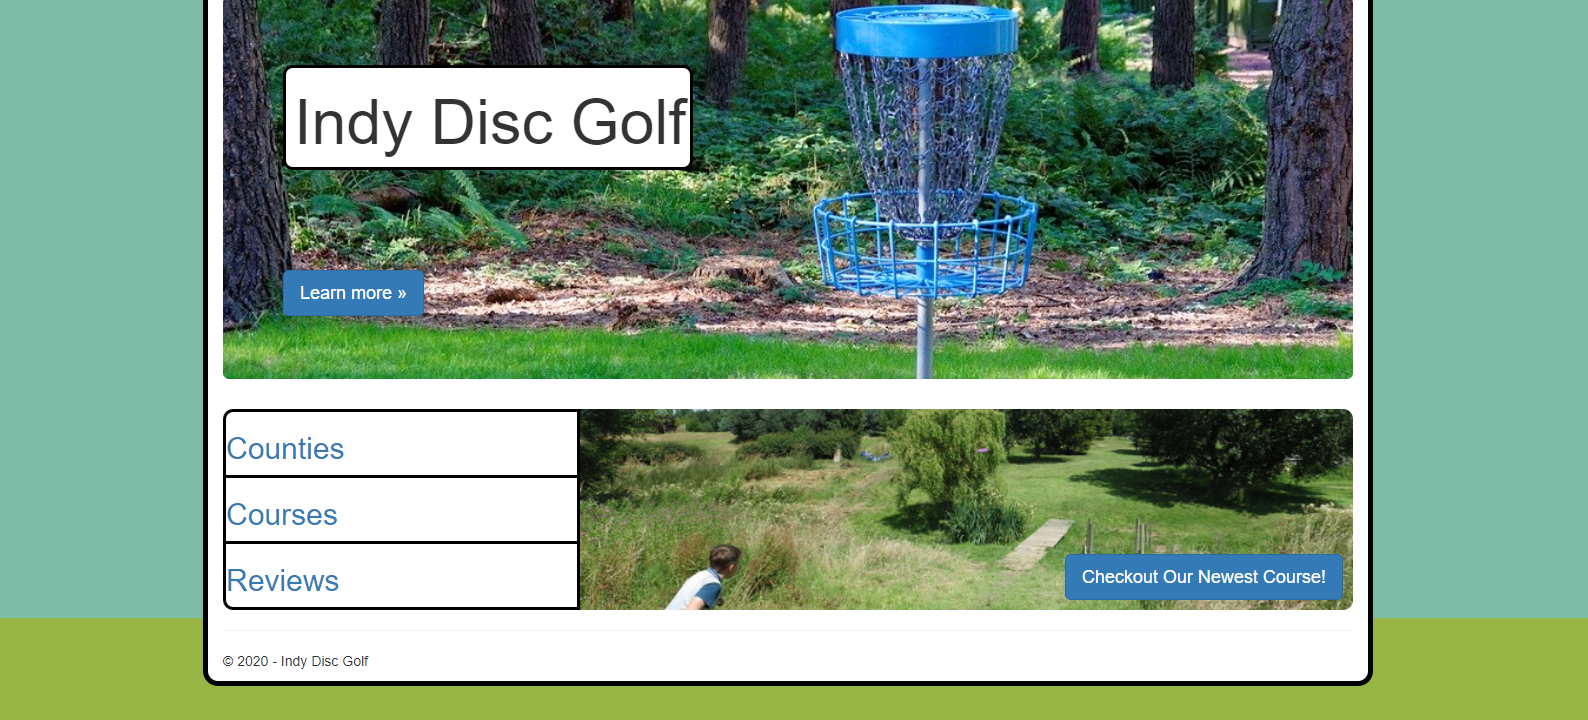 Indy Disc Golf
Learn more »
Counties
Courses
Reviews
Checkout Our Newest Course!
© 2020 - Indy Disc Golf